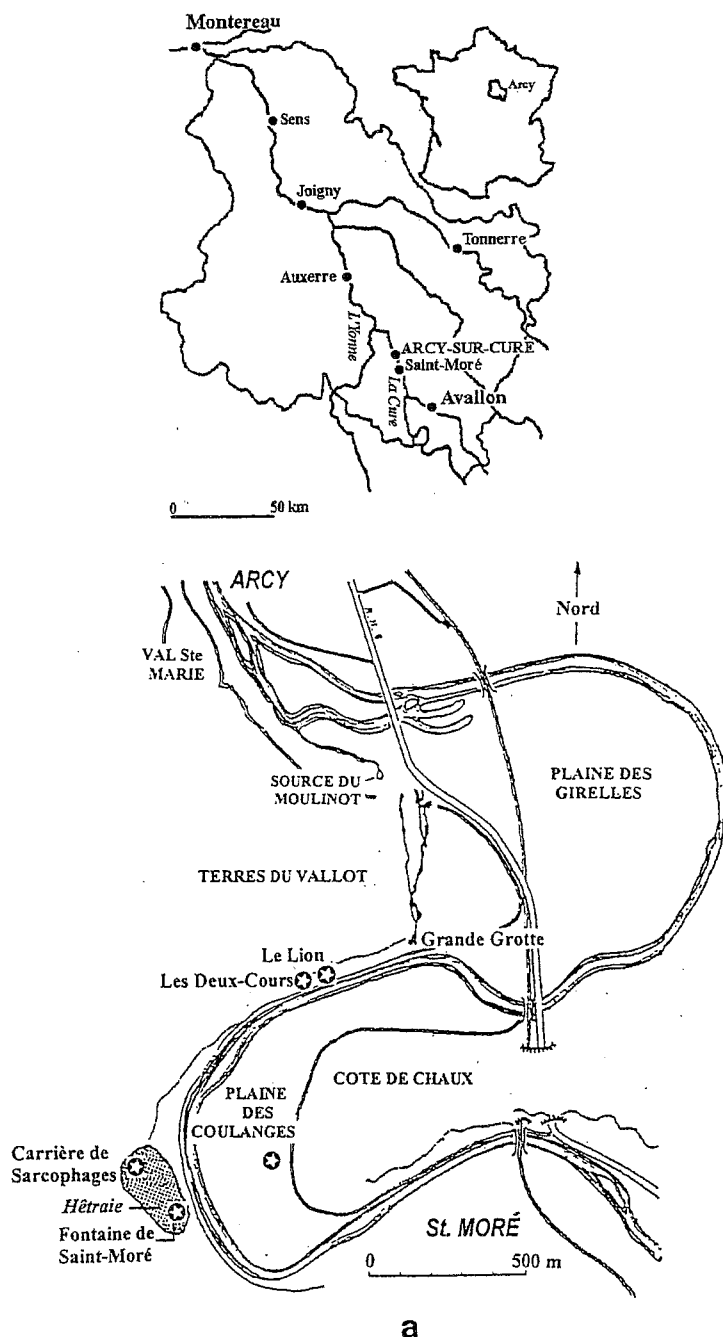 Montereau
Arcy
Sens
Joigny
Tonnerre
Auxerre
L'Yonne
ARCY-SUR-CURE
Saint-Moré
La Cure
Avallon
0 50 km
ARCY
Nord
VAL Ste
MARIE
SOURCE DU
MOULINOT
PLAINE DES
GIRELLES
TERRES DU VALLOT
Grande Grotte
Le Lion
Les Deux-Cours
COTE DE CHAUX
PLAINE
DES
COULANGES
Carrière de
Sarcophages
Hêtraie
Fontaine de
Saint-Moré
St. MORÉ
0 500 m
a